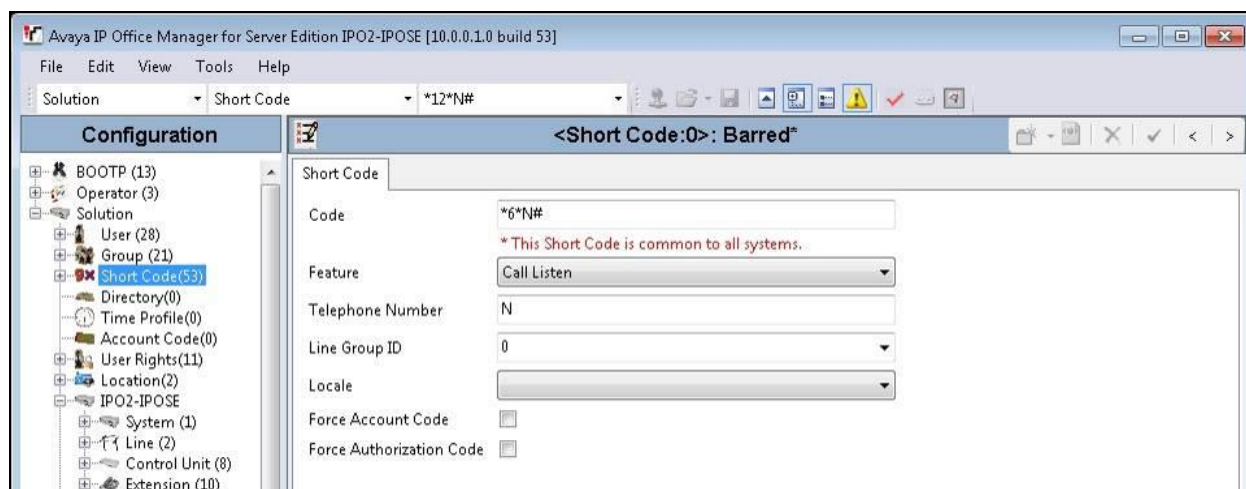 Avaya IP Office Manager for Server Edition IPO2-IPOSE [10.0.0.1.0 build 53]
File Edit View Tools Help
Solution Short Code *12*N#
Configuration <Short Code:0>: Barred*
BOOTP (13)
Operator (3)
Solution
User (28)
Group (21)
Short Code(53)
Directory(0)
Time Profile(0)
Account Code(0)
User Rights(11)
Location(2)
IPO2-IPOSE
System (1)
Line (2)
Control Unit (8)
Extension (10)
Short Code
Code *6*N#
* This Short Code is common to all systems.
Feature Call Listen
Telephone Number N
Line Group ID 0
Locale
Force Account Code
Force Authorization Code